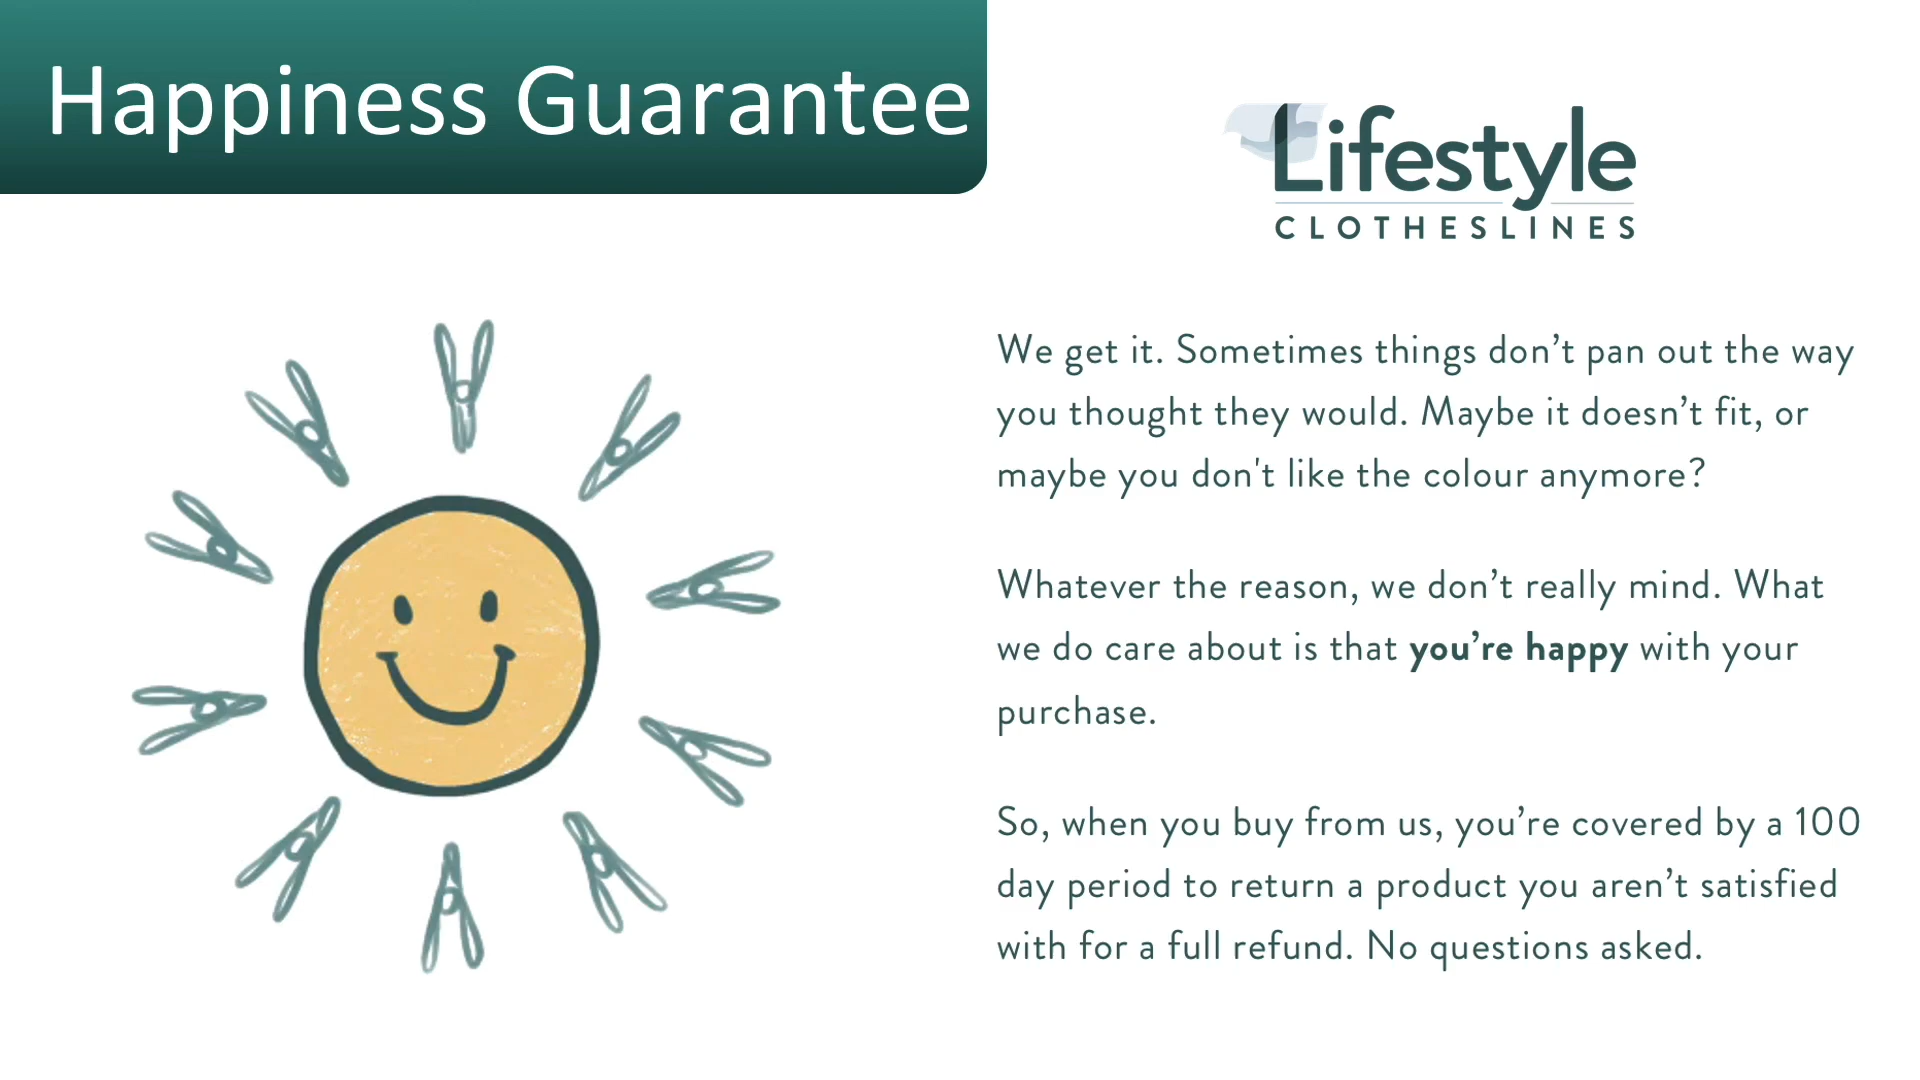 Happiness Guarantee
Lifestyle
CLOTHESLINES
We get it. Sometimes things don’t pan out the way
you thought they would. Maybe it doesn’t fit, or
maybe you don't like the colour anymore?
Whatever the reason, we don’t really mind. What
we do care about is that you’re happy with your
purchase.
So, when you buy from us, you’re covered by a 100
day period to return a product you aren’t satisfied
with for a full refund. No questions asked.